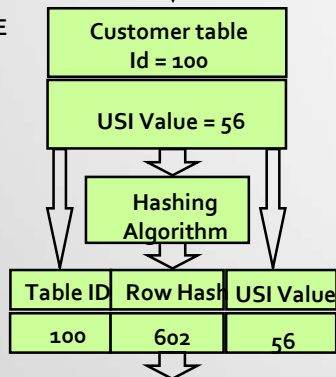 E
Customer table
Id = 100
USI Value = 56
Hashing
Algorithm
Table ID Row Hash USI Value
100 602 56